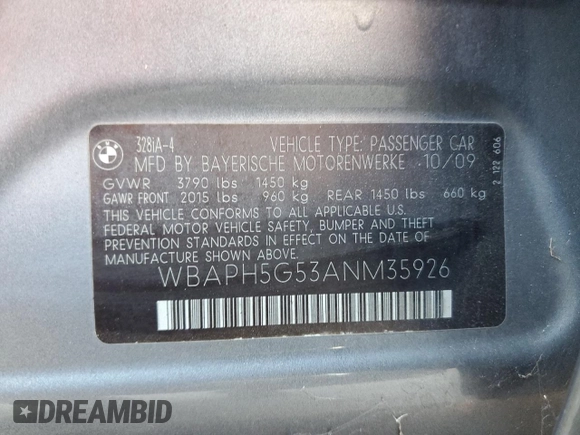 BMW
328iA-4 VEHICLE TYPE: PASSENGER CAR
MFD BY BAYERISCHE MOTORENWERKE 10/09
GVWR 3790 lbs 1450 kg
GAWR FRONT 2015 lbs 960 kg REAR 1450 lbs 660 kg
THIS VEHICLE CONFORMS TO ALL APPLICABLE U.S.
FEDERAL MOTOR VEHICLE SAFETY, BUMPER AND THEFT
PREVENTION STANDARDS IN EFFECT ON THE DATE OF
MANUFACTURE SHOWN ABOVE.
WBAPH5G53ANM35926
2 122 606
DREAMBID